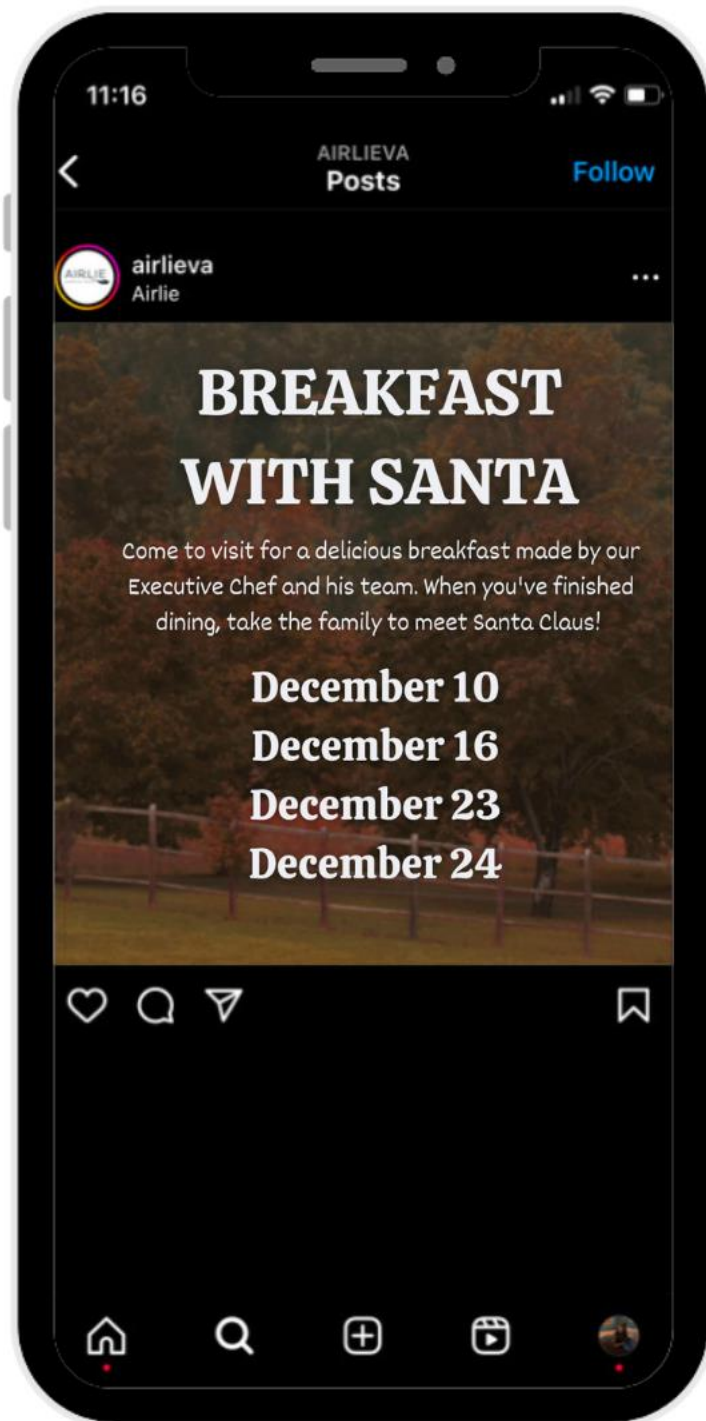 11:16
AIRLIEVA
Posts
Follow
AIRLIE
airlieva
Airlie
BREAKFAST
WITH SANTA
Come to visit for a delicious breakfast made by our
Executive Chef and his team. When you've finished
dining, take the family to meet Santa Claus!
December 10
December 16
December 23
December 24